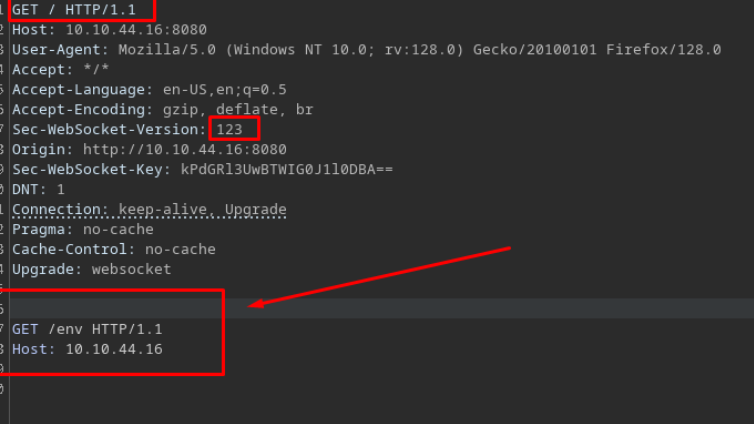 1 GET / HTTP/1.1
2 Host: 10.10.44.16:8080
3 User-Agent: Mozilla/5.0 (Windows NT 10.0; rv:128.0) Gecko/20100101 Firefox/128.0
4 Accept: */*
5 Accept-Language: en-US,en;q=0.5
6 Accept-Encoding: gzip, deflate, br
7 Sec-WebSocket-Version: 123
8 Origin: http://10.10.44.16:8080
9 Sec-WebSocket-Key: kPdGRl3UwBTWIG0J1l0DBA==
0 DNT: 1
1 Connection: keep-alive, Upgrade
2 Pragma: no-cache
3 Cache-Control: no-cache
4 Upgrade: websocket
5
6
7 GET /env HTTP/1.1
8 Host: 10.10.44.16
9
0